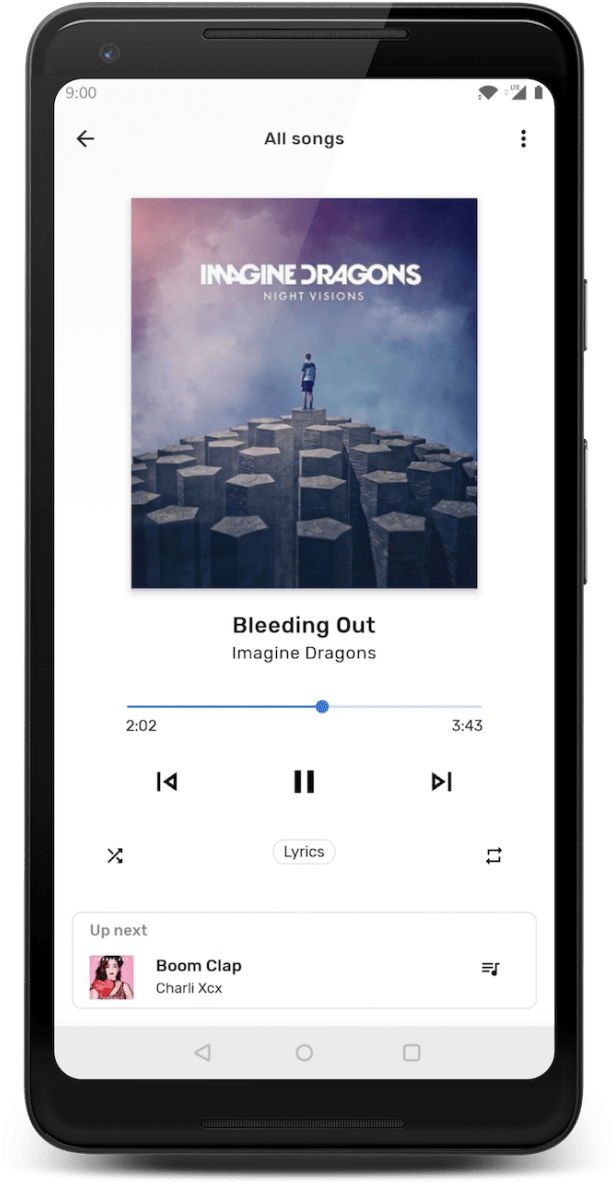 9:00
LTE
All songs
IMAGINE DRAGONS
NIGHT VISIONS
Bleeding Out
Imagine Dragons
2:02
3:43
Lyrics
Up next
Boom Clap
Charli Xcx